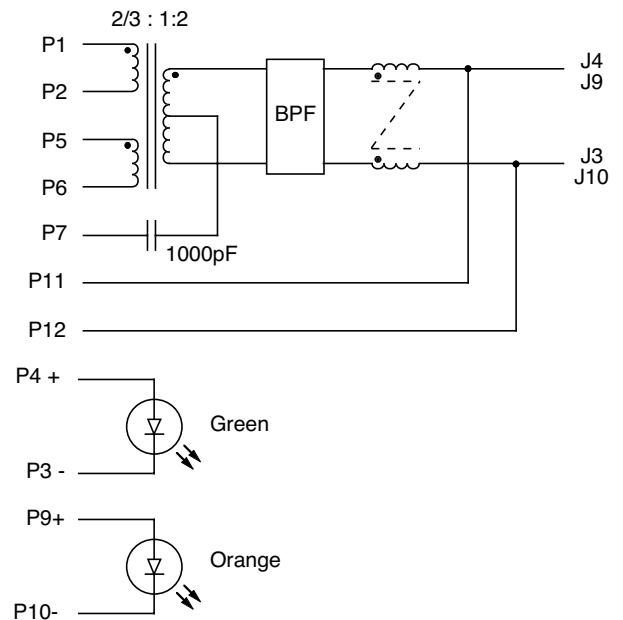 2/3 : 1:2
P1
J4
J9
P2
BPF
P5
J3
J10
P6
P7
1000pF
P11
P12
P4 +
Green
P3 -
P9+
Orange
P10-